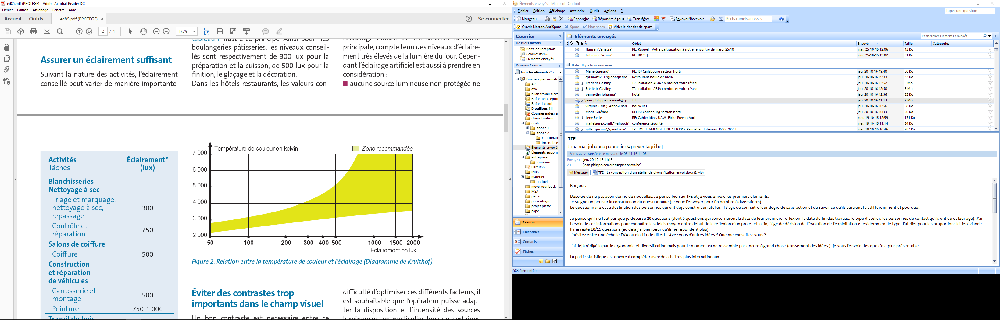 ed85.pdf (PROTEGE) - Adobe Acrobat Reader DC
Fichier Edition Affichage Fenêtre Aide
Accueil Outils ed85.pdf (PROTEGE) × ? Se connecter
2 / 4 175%
Assurer un éclairement suffisant
Suivant la nature des activités, l'éclairement
conseillé peut varier de manière importante.
tableau I illustre ce principe. Ainsi pour les
boulangeries pâtisseries, les niveaux conseil-
lés sont respectivement de 300 lux pour la
préparation et la cuisson, de 500 lux pour la
finition, le glaçage et la décoration.
Dans les hôtels restaurants, les valeurs con-
L'éclairage naturel en est souvent la cause
principale, compte tenu des niveaux d'éclaire-
ment très élevés de la lumière du jour. Cepen-
dant l'éclairage artificiel est aussi à prendre en
considération :
■ aucune source lumineuse non protégée ne
Activités Éclairement*
Tâches (lux)
Blanchisseries
Nettoyage à sec
Triage et marquage,
nettoyage à sec, 300
repassage
Contrôle et
réparation 750
Salons de coiffure
Coiffure 500
Construction
et réparation
de véhicules
Carrosserie et
montage 500
Peinture 750-1 000
Travail du bois
Température de couleur en kelvin Zone recommandée
7 000
6 000
5 000
4 000
3 000
2 000
50 100 200 300 400 500 1000 1500 2000
Eclairement en lux
Figure 2. Relation entre la température de couleur et l'éclairage (Diagramme de Kruithof)
Éviter des contrastes trop
importants dans le champ visuel
Un bon contraste est nécessaire entre ce
difficulté d'optimiser ces différents facteurs, il
est souhaitable que l'opérateur puisse adap-
ter la disposition et l'intensité des sources
lumineuses, en particulier lorsque certaines
Éléments envoyés - Microsoft Outlook
Fichier Edition Affichage Atteindre Outils Actions ? Tapez une question
Nouveau Répondre Répondre à tous Transférer Envoyer/Recevoir Rech. carnets adresses
Ouvrir Norton AntiSpam Spam Non spam Vider le dossier de spam
Courrier «
Dossiers favoris
Boîte de réception
Courrier non lu
Éléments envoyés
Dossiers Courrier
Tous les éléments Co...
Dossiers personnels
AR
awe
bilan travail eleva
Boîte de réceptio
Boîte d'envoi
Brouillons [1]
Courrier indésiral
diversification
ecole
année 1
année 2
coordinati
incendie e
Éléments envoyés
Éléments supprin
entreprises
journaux
Flux RSS
INRS
materiel
gadget
move your back
MSA
perso
preventagri
projet piette
pype
Courrier
Calendrier
Contacts
Tâches
583 élément(s)
Éléments envoyés Rechercher Éléments envoyés
À Objet Envoyé Taille Catégories
'Hansen Vanessa' RE: Rappel - Votre participation à notre rencontre de mardi 25/10 mar. 25-10-16 12:06 43 Ko
'Fabienne Schins' RE: BD 2 :) mar. 25-10-16 12:02 81 Ko
Date : Il y a trois semaines
'Marie Guérard' RE: ISJ Carlsbourg section horti jeu. 20-10-16 19:40 60 Ko
'cpumons2017@googlegro... Restaurant boule de bleue jeu. 20-10-16 19:33 33 Ko
'Frédéric Gastiny' TR: Invitation ABJA : renforcez votre réseau jeu. 20-10-16 12:52 5 Mo
'Frédéric Gastiny' TR: Invitation ABJA : renforcez votre réseau jeu. 20-10-16 12:50 5 Mo
'pannetier johanna' hotel jeu. 20-10-16 12:36 33 Ko
'jean-philippe.demaret@sp... TFE jeu. 20-10-16 11:13 2 Mo
'Virginie Cruz'; 'Anne-Charl... nouvelles jeu. 20-10-16 10:56 98 Ko
'Marie Guérard' RE: ISJ Carlsbourg section horti jeu. 20-10-16 10:33 50 Ko
'Leny Bette' RE: Cahier Idées UAW- Fiche PreventAgri mer. 19-10-16 12:59 134 Ko
'marielaure.cornil@yahoo.fr' conférence sécurité mer. 19-10-16 11:14 34 Ko
'gilles.gosuin@gmail.com' TR: BOETE-AMENDE-FINE-1ETO017-Pannetier, Johanna-3650670503 mer. 19-10-16 10:46 787 Ko
TFE
Johanna [johanna.pannetier@preventagri.be]
Vous avez transféré ce message le 08-11-16 11:03.
Envoyé : jeu. 20-10-16 11:13
À : 'jean-philippe.demaret@spmt-arista.be'
Message TFE - La conception d un atelier de diversification envoi.docx (2 Mo)
Bonjour,
Désolée de ne pas avoir donné de nouvelles. Je pense bien au TFE et je vous envoie les premiers éléments.
Je stagne un peu sur la construction du questionnaire (je veux l'envoyer pour fin octobre à diversiferm).
Le questionnaire est à destination des personnes qui ont déjà construit un atelier. Il s'agit de connaître leur degré de satisfaction et de savoir ce qu'ils auraient fait différemment et pourquoi.
Je pense qu'il ne faut pas que je dépasse 20 questions (dont 5 questions qui concerneront la date de leur première réflexion, la date de fin des travaux, le type d'atelier, les personnes de contact qu'ils ont eu et leur âge). J'ai
besoin de ces informations pour connaître les délais moyen entre début de la réflexion d'un projet et la fin, l'âge de décision de l'évolution de l'exploitation et évidemment le type d'atelier pour les proportions laitier/ viande.
Il me reste 10/15 questions (au delà j'ai bien peur qu'ils ne répondent plus).
J'hésitez entre une échelle EVA ou d'attitude (likert). Avez vous d'autres idées ? Que me conseillez-vous ?
J'ai déjà rédigé la partie ergonomie et diversification mais pour le moment ça ne ressemble pas encore à grand chose (classement des idées ). je vous l'envoie dès que c'est plus présentable.
La partie statistique est encore à compléter avec des chiffres plus internationaux.